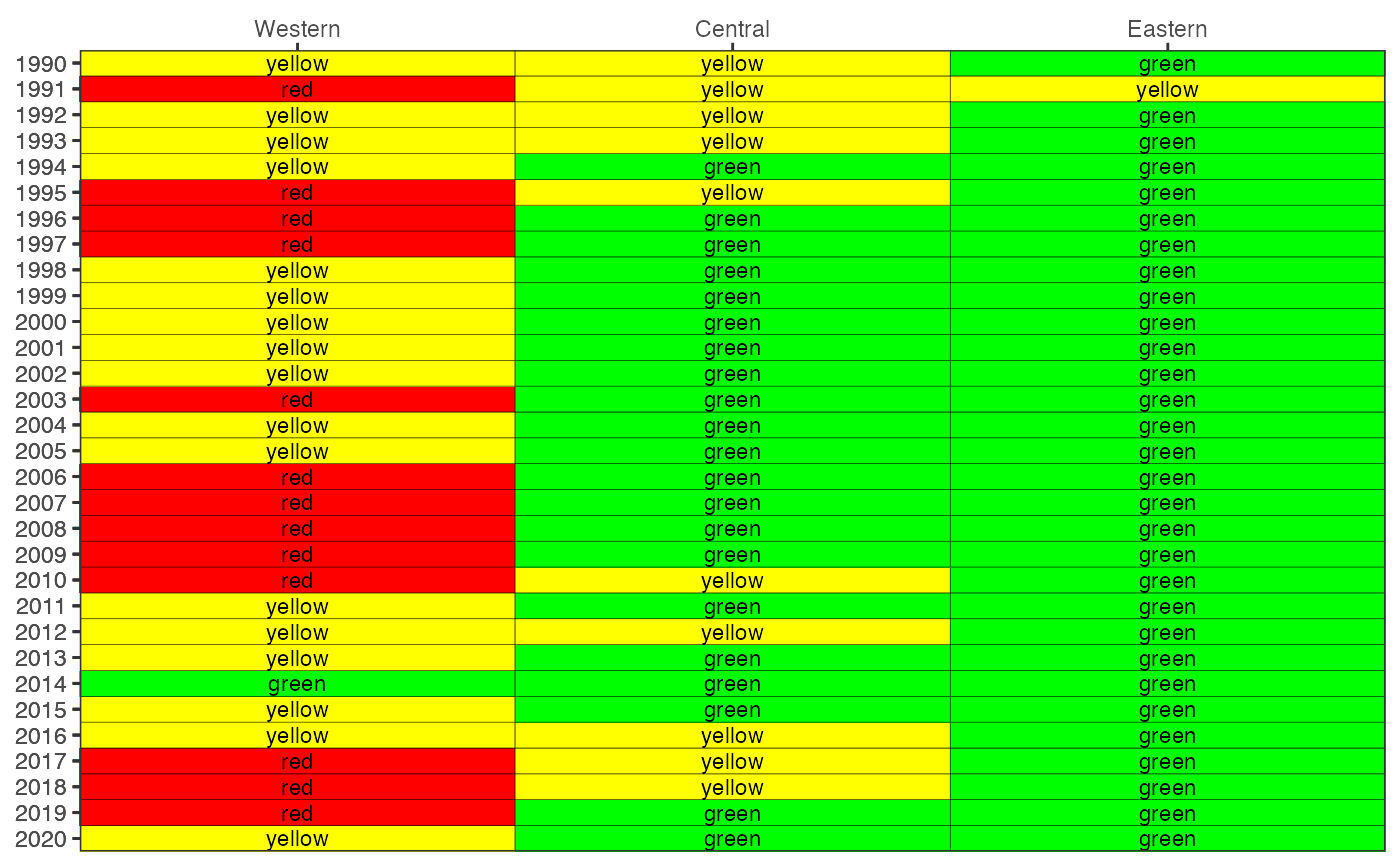 Western Central Eastern
1990 yellow yellow green
1991 red yellow yellow
1992 yellow yellow green
1993 yellow yellow green
1994 yellow green green
1995 red yellow green
1996 red green green
1997 red green green
1998 yellow green green
1999 yellow green green
2000 yellow green green
2001 yellow green green
2002 yellow green green
2003 red green green
2004 yellow green green
2005 yellow green green
2006 red green green
2007 red green green
2008 red green green
2009 red green green
2010 red yellow green
2011 yellow green green
2012 yellow yellow green
2013 yellow green green
2014 green green green
2015 yellow green green
2016 yellow yellow green
2017 red yellow green
2018 red yellow green
2019 red green green
2020 yellow green green